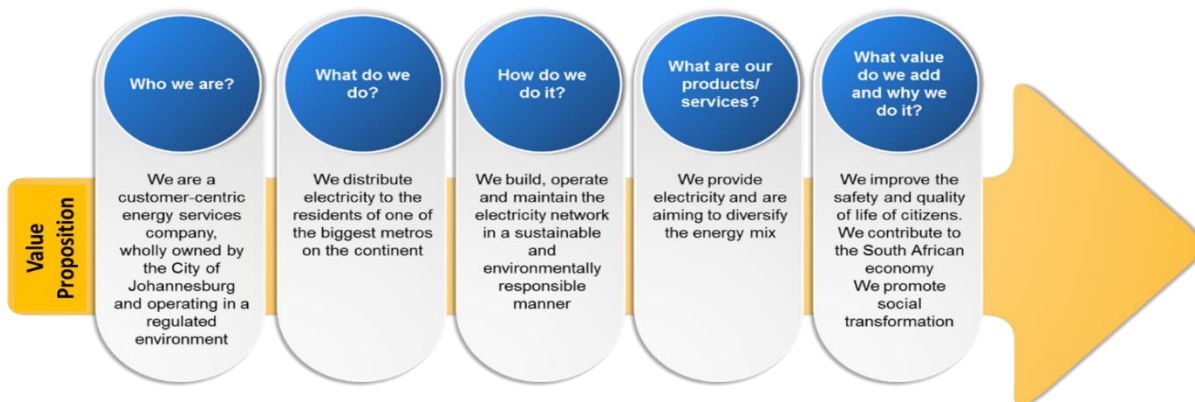 Value
Proposition
Who we are?
We are a
customer-centric
energy services
company,
wholly owned by
the City of
Johannesburg
and operating in a
regulated
environment
What do we
do?
We distribute
electricity to the
residents of one of
the biggest metros
on the continent
How do we
do it?
We build, operate
and maintain the
electricity network
in a sustainable
and
environmentally
responsible
manner
What are our
products/
services?
We provide
electricity and are
aiming to diversify
the energy mix
What value
do we add
and why we
do it?
We improve the
safety and quality
of life of citizens.
We contribute to
the South African
economy
We promote
social
transformation